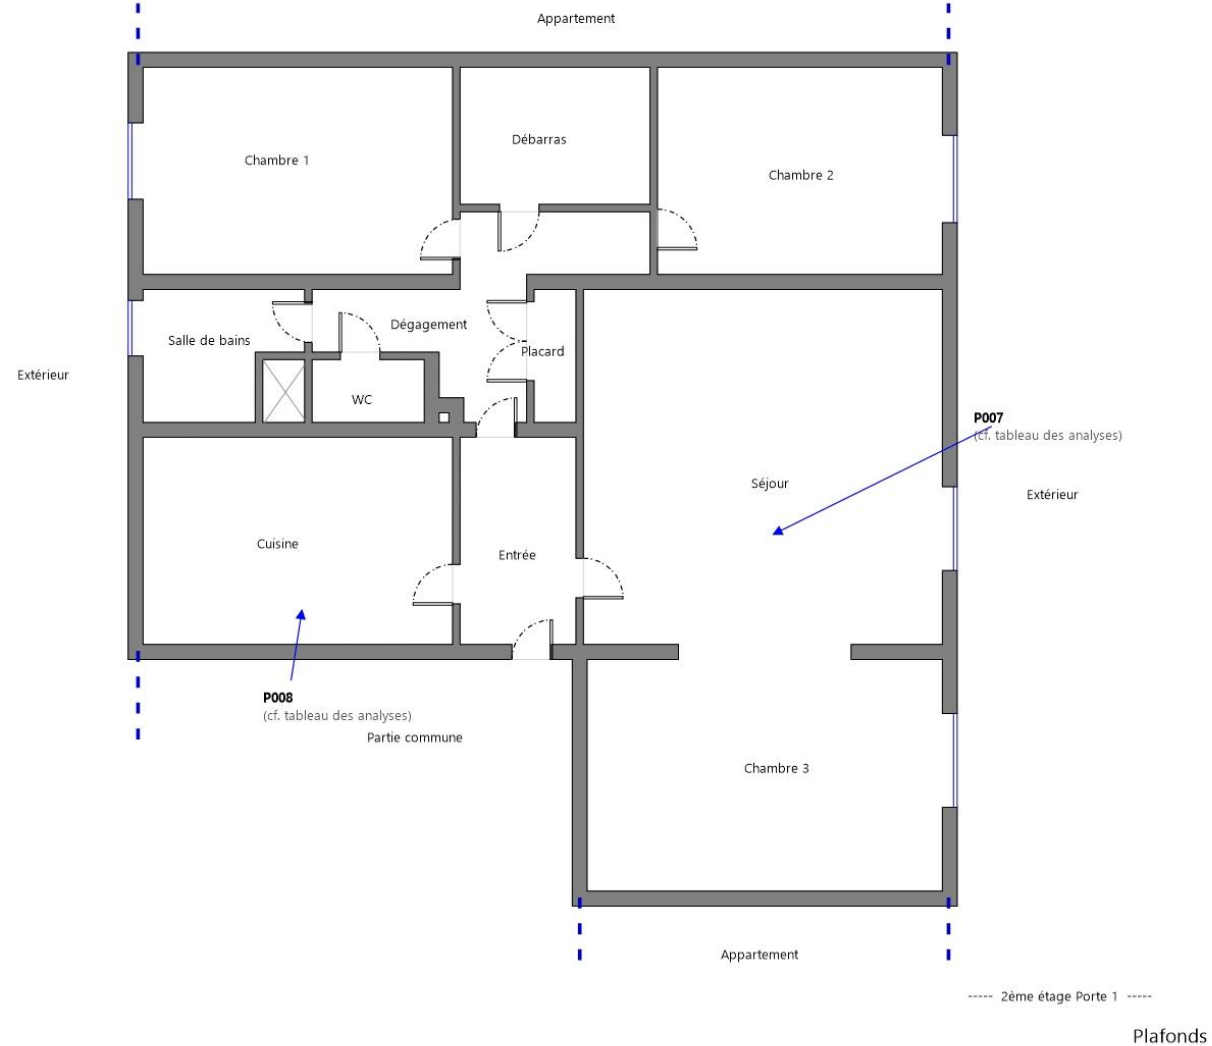 Appartement
Débarras
Chambre 1
Chambre 2
Dégagement
Salle de bains
Placard
Extérieur
WC
P007
(cf. tableau des analyses)
Séjour
Extérieur
Cuisine
Entrée
P008
(cf. tableau des analyses)
Partie commune
Chambre 3
Appartement
----- 2ème étage Porte 1 -----
Plafonds